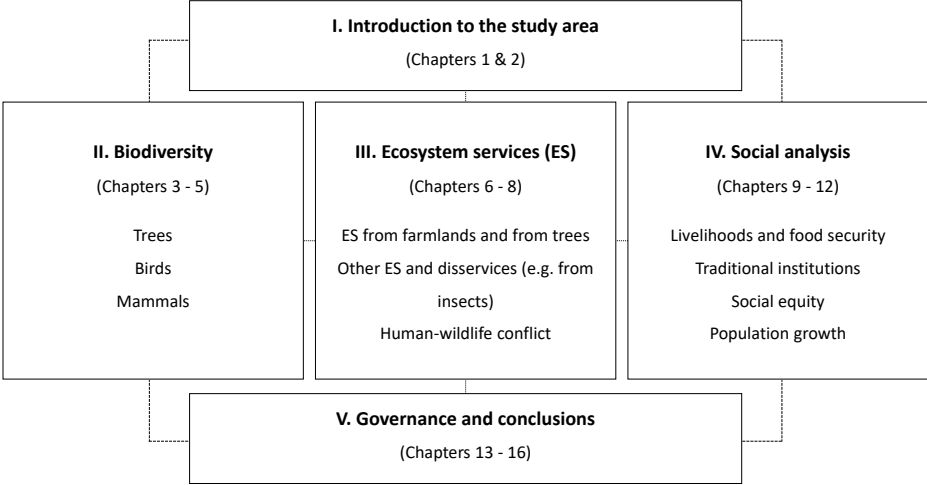 I. Introduction to the study area
(Chapters 1 & 2)
II. Biodiversity
(Chapters 3 - 5)
Trees
Birds
Mammals
III. Ecosystem services (ES)
(Chapters 6 - 8)
ES from farmlands and from trees
Other ES and disservices (e.g. from
insects)
Human-wildlife conflict
IV. Social analysis
(Chapters 9 - 12)
Livelihoods and food security
Traditional institutions
Social equity
Population growth
V. Governance and conclusions
(Chapters 13 - 16)